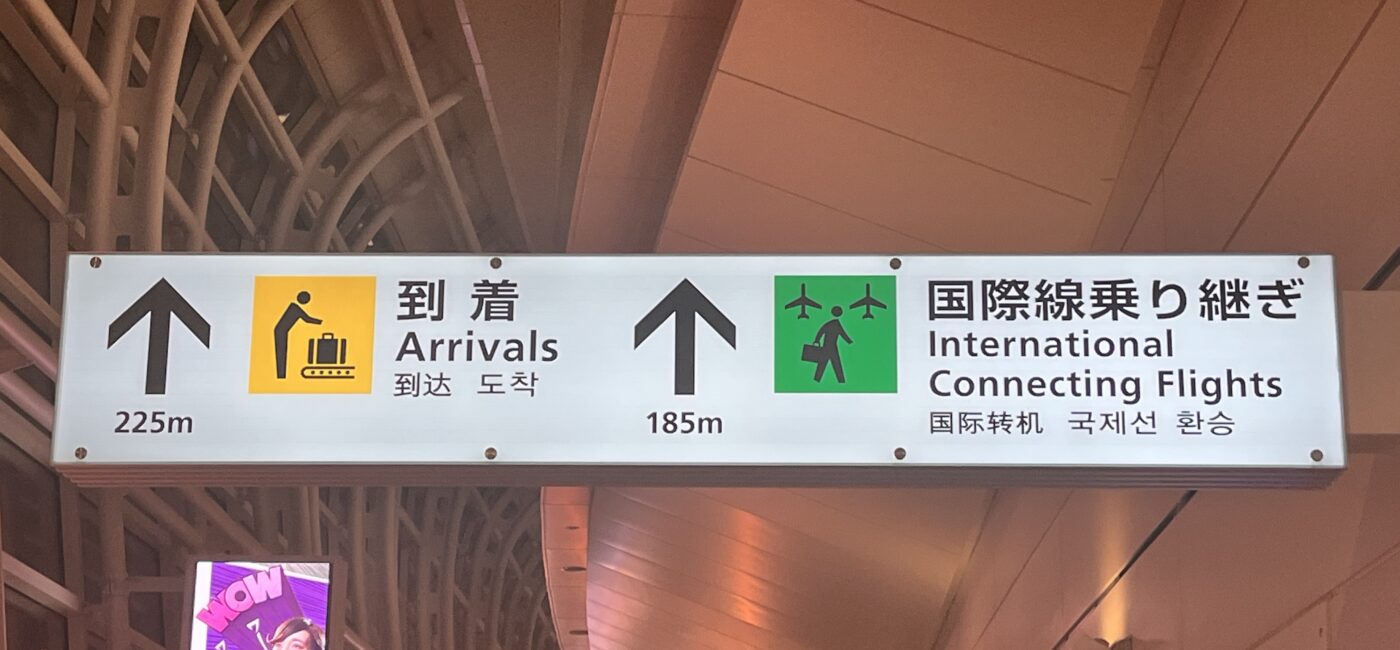 到着
Arrivals
到达 도착
225m
国際線乗り継ぎ
International
Connecting Flights
国际转机 국제선 환승
185m
WOW